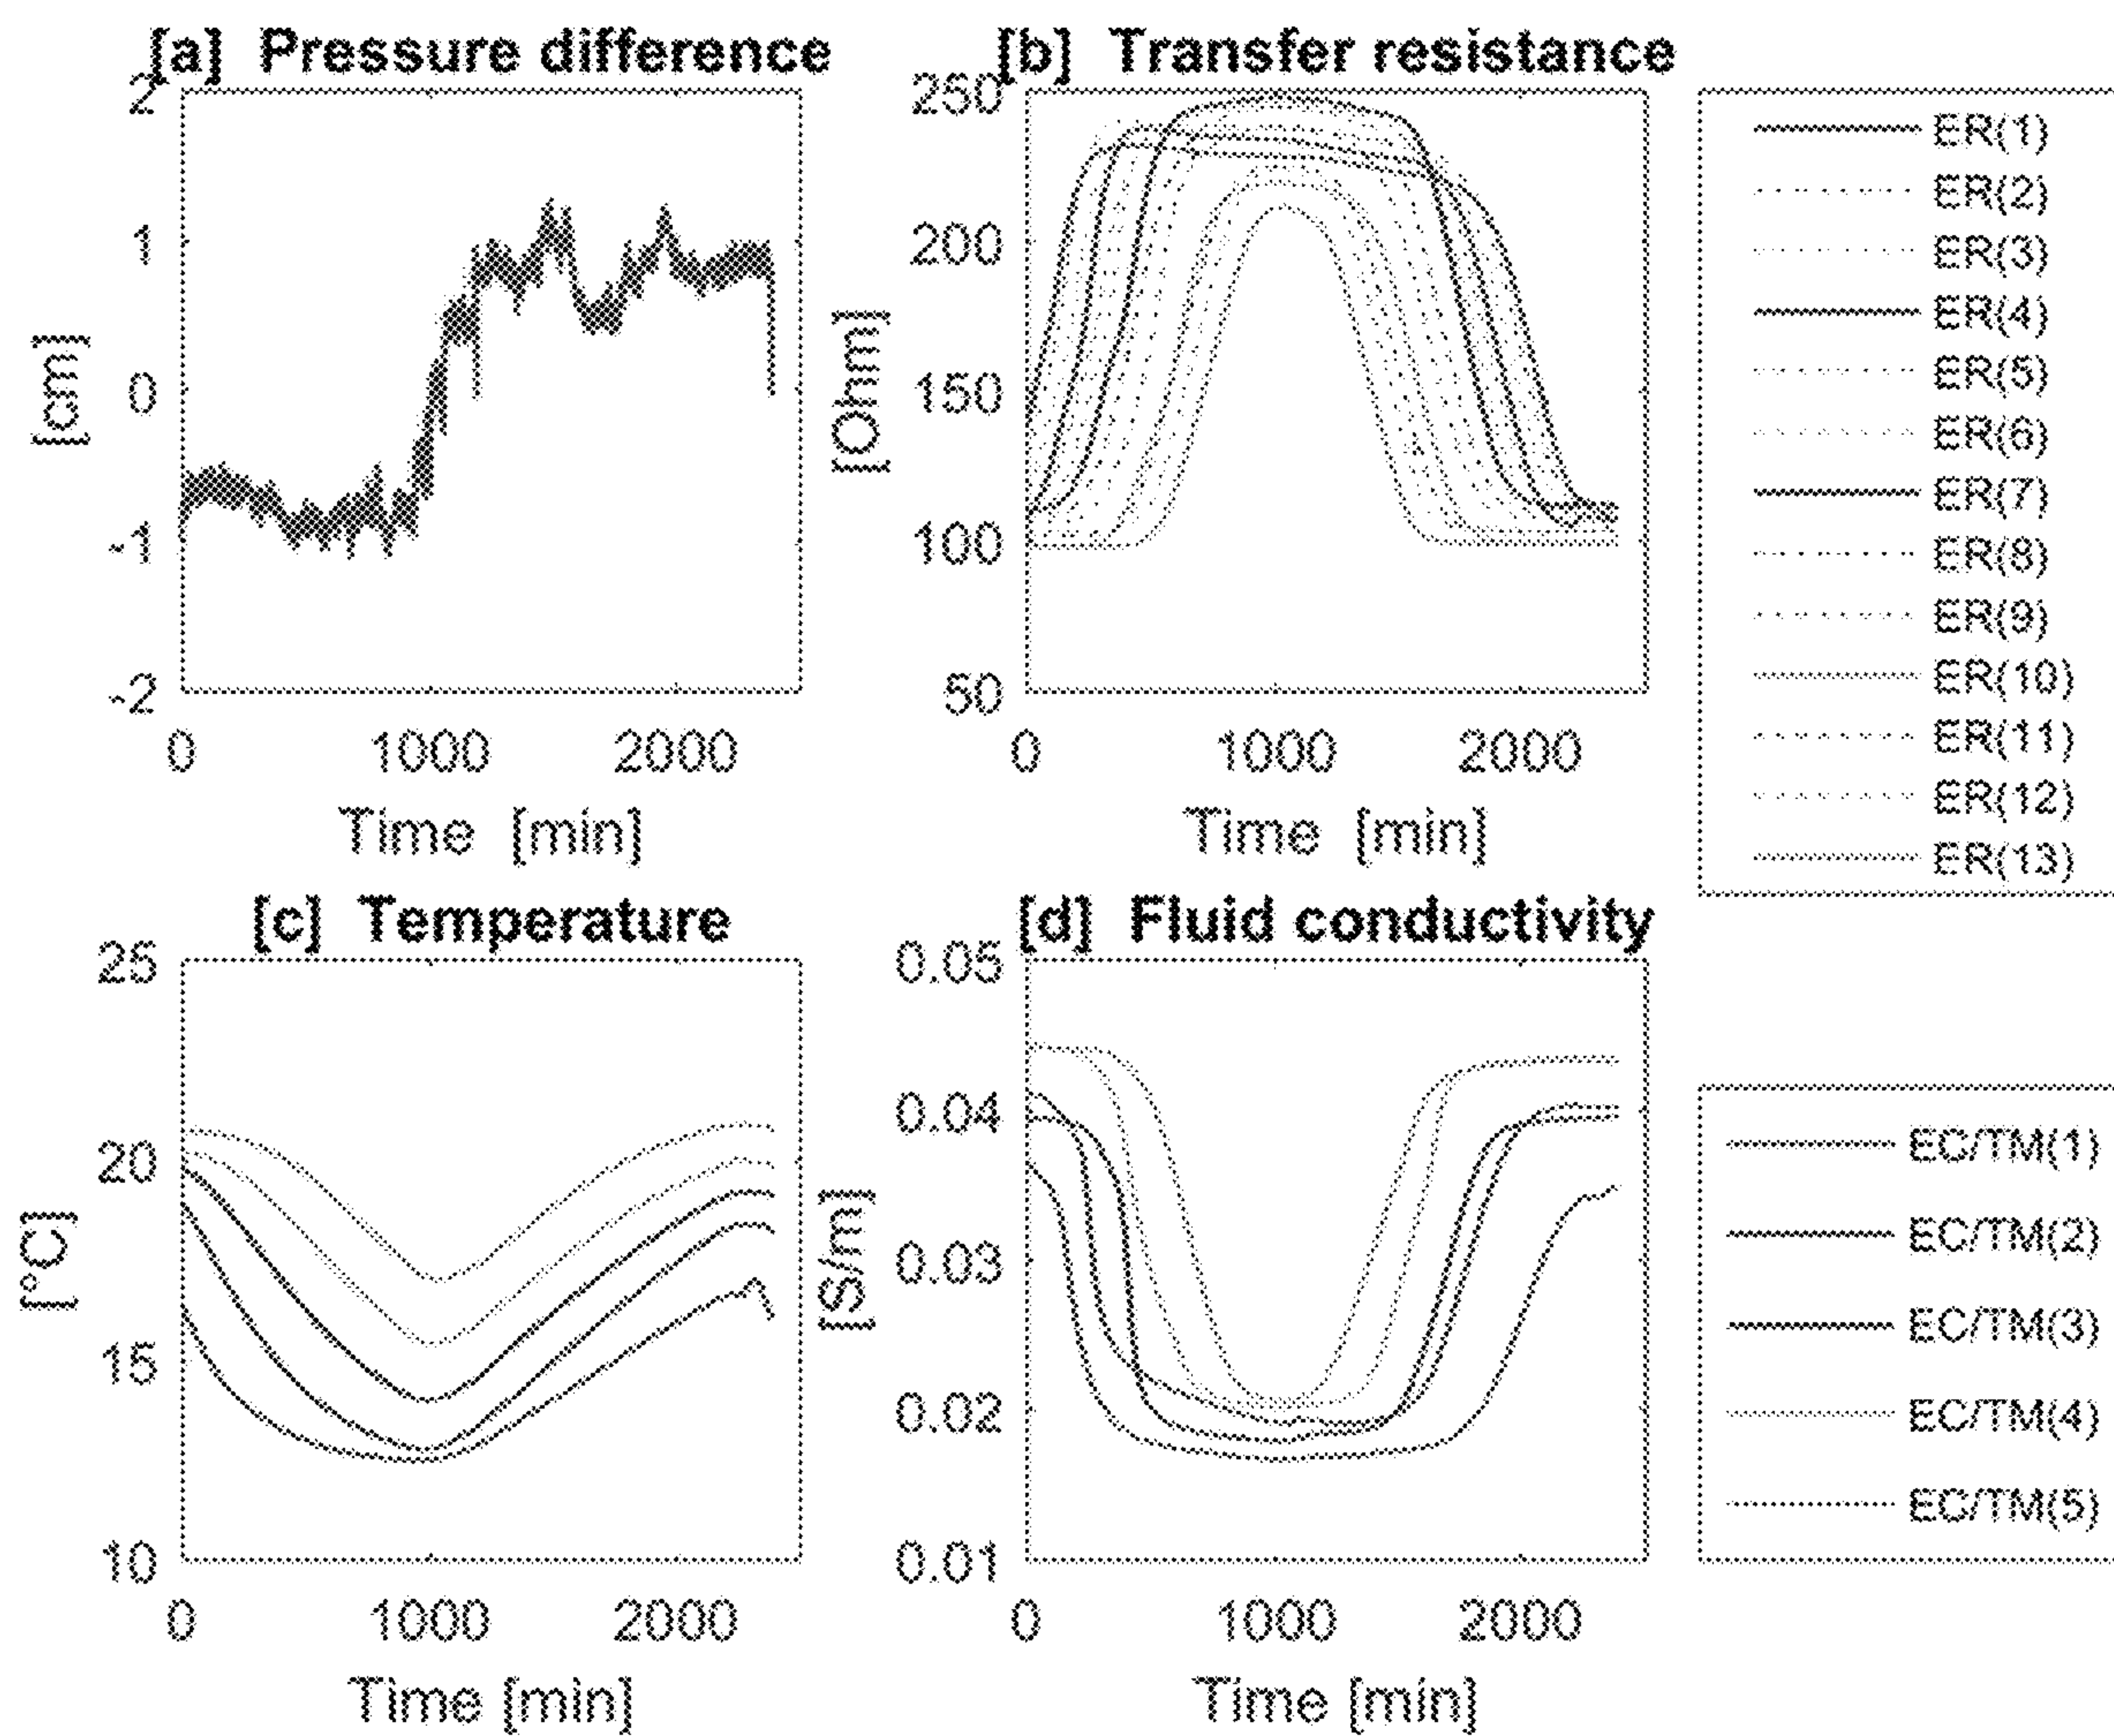 [a] Pressure difference
2
1
0
-1
-2
[cm]
0 1000 2000
Time [min]
[b] Transfer resistance
250
200
150
100
50
[Ohm]
0 1000 2000
Time [min]
ER(1)
ER(2)
ER(3)
ER(4)
ER(5)
ER(6)
ER(7)
ER(8)
ER(9)
ER(10)
ER(11)
ER(12)
ER(13)
[c] Temperature
25
20
15
10
[°C]
0 1000 2000
Time [min]
[d] Fluid conductivity
0.05
0.04
0.03
0.02
0.01
[S/m]
0 1000 2000
Time [min]
EC/TM(1)
EC/TM(2)
EC/TM(3)
EC/TM(4)
EC/TM(5)